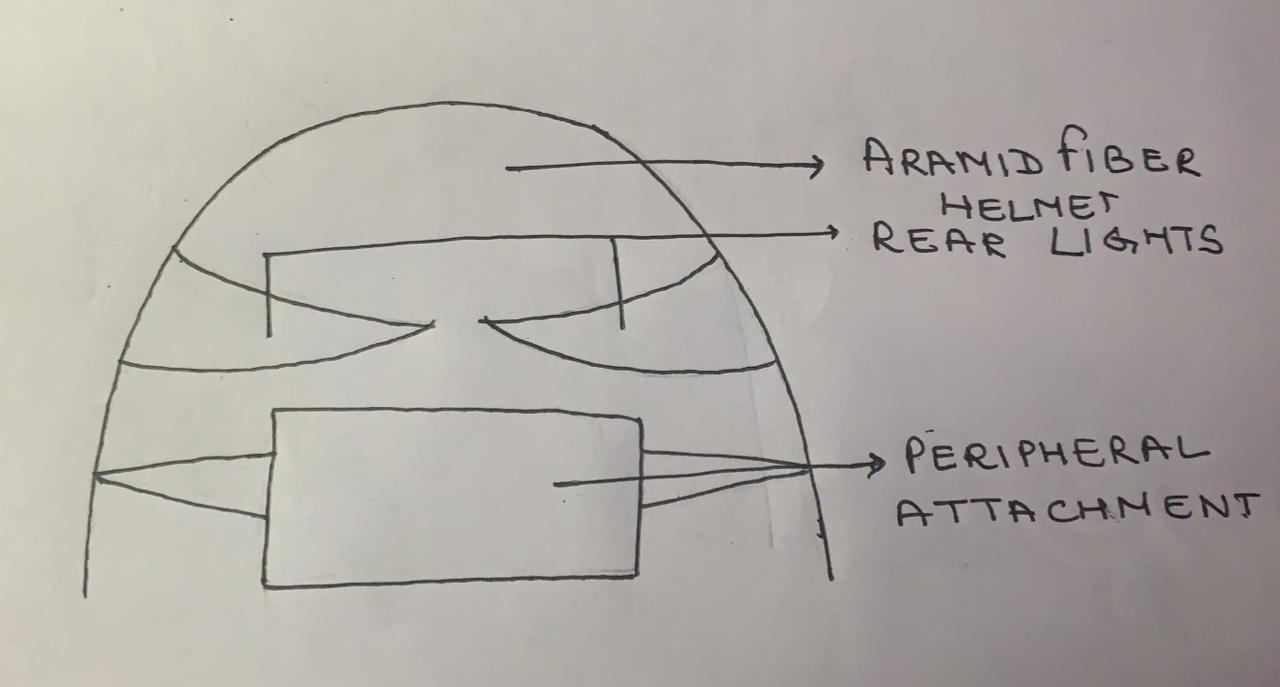 ARAMID FIBER
HELMET
REAR LIGHTS
PERIPHERAL
ATTACHMENT